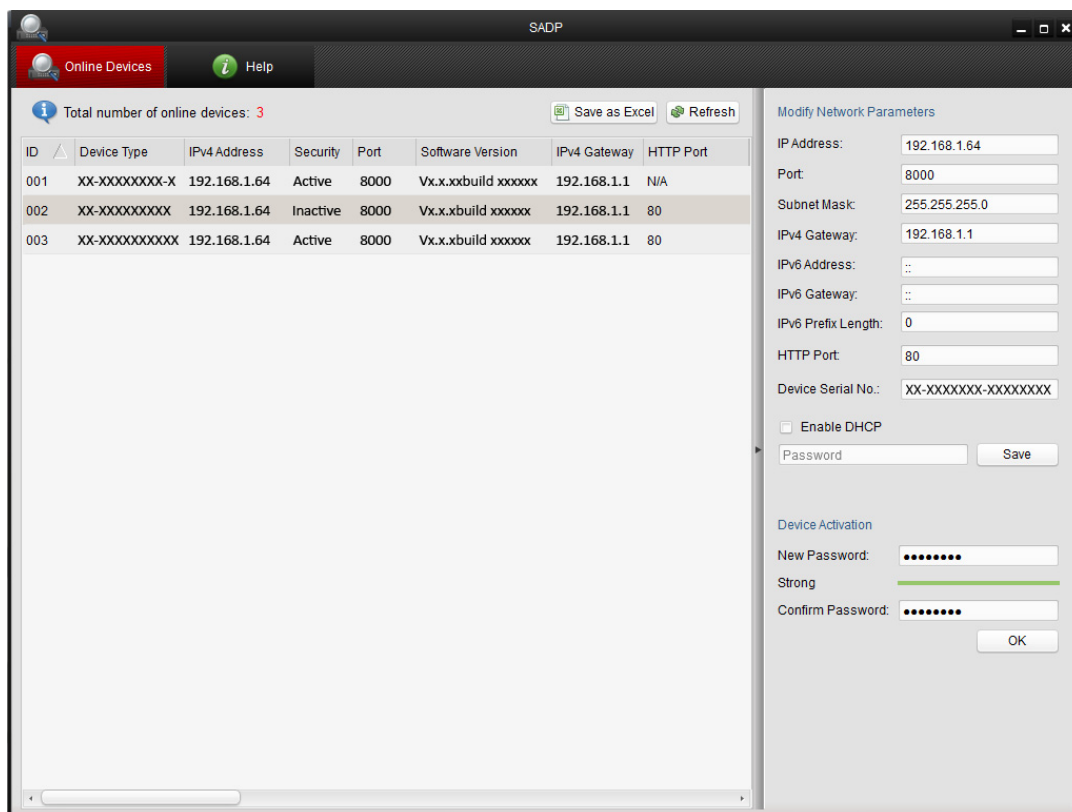 SADP
Online Devices
Help
Total number of online devices: 3
Save as Excel
Refresh
ID Device Type IPv4 Address Security Port Software Version IPv4 Gateway HTTP Port
001 XX-XXXXXXXX-X 192.168.1.64 Active 8000 Vx.x.xxbuild xxxxxx 192.168.1.1 N/A
002 XX-XXXXXXXXX 192.168.1.64 Inactive 8000 Vx.x.xbuild xxxxxx 192.168.1.1 80
003 XX-XXXXXXXXXX 192.168.1.64 Active 8000 Vx.x.xbuild xxxxxx 192.168.1.1 80
Modify Network Parameters
IP Address: 192.168.1.64
Port: 8000
Subnet Mask: 255.255.255.0
IPv4 Gateway: 192.168.1.1
IPv6 Address: ::
IPv6 Gateway: ::
IPv6 Prefix Length: 0
HTTP Port: 80
Device Serial No.: XX-XXXXXXX-XXXXXXXX
Enable DHCP
Password Save
Device Activation
New Password: ●●●●●●●●
Strong
Confirm Password: ●●●●●●●●
OK